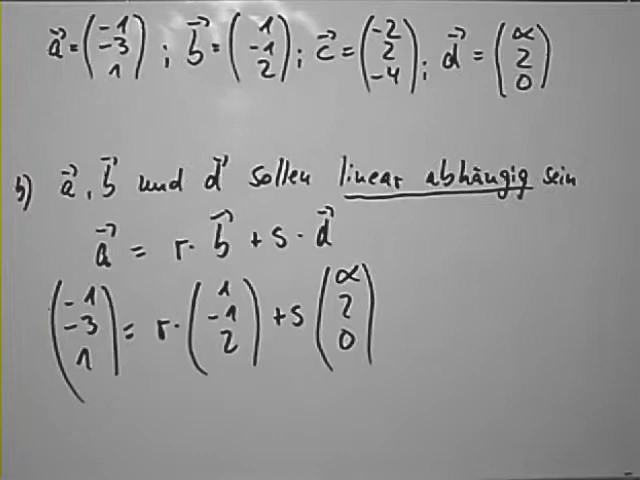 a⃗ = (-1 -3 1) ; b⃗ = (1 -1 2) ; c⃗ = (-2 2 -4) ; d⃗ = (α 2 0)
b) a⃗, b⃗ und d⃗ sollen linear abhängig sein
a⃗ = r · b⃗ + s · d⃗
(-1 -3 1) = r · (1 -1 2) + s (α 2 0)